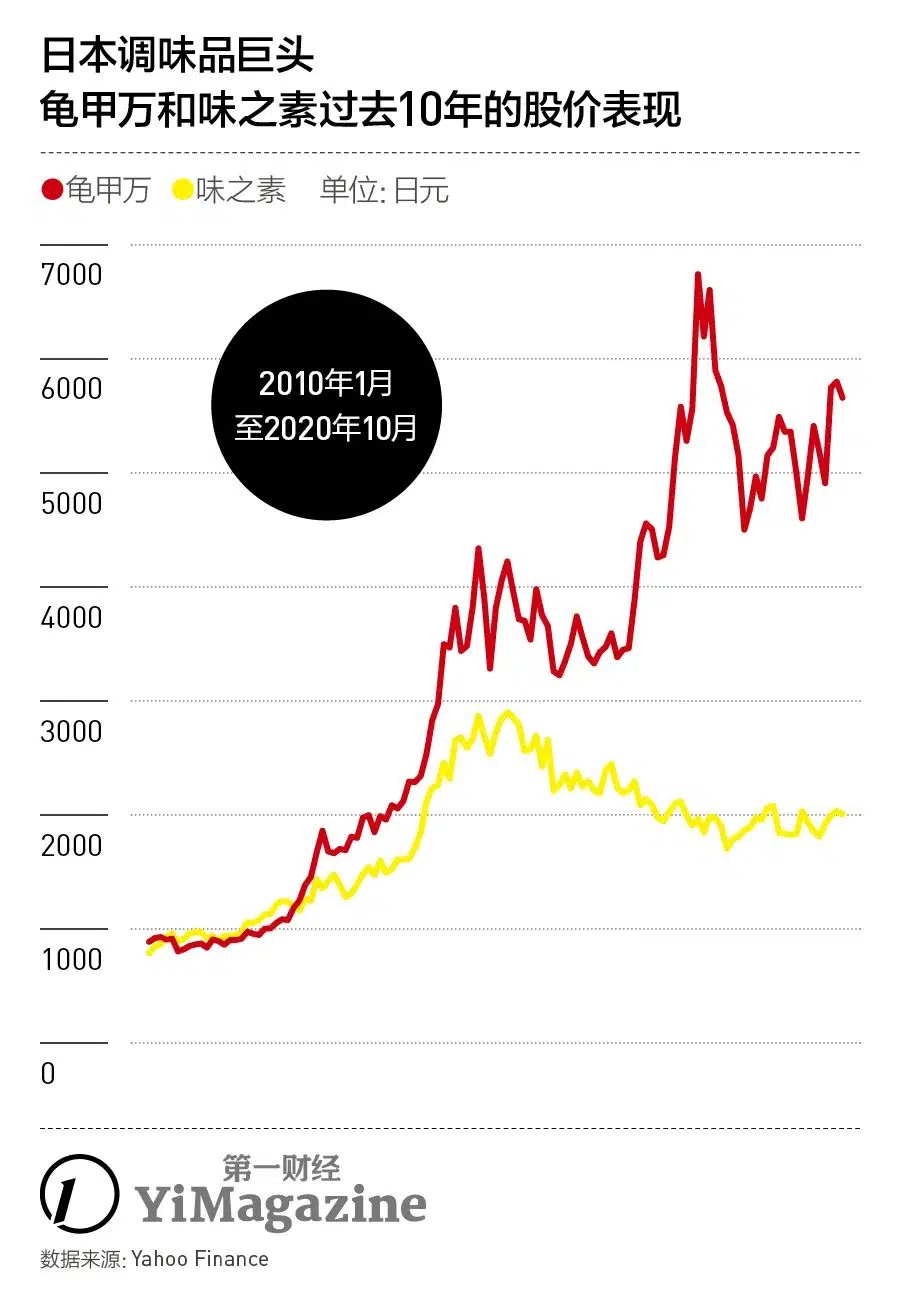 日本调味品巨头
龟甲万和味之素过去10年的股价表现
龟甲万 味之素 单位: 日元
7000
6000
2010年1月
至2020年10月
5000
4000
3000
2000
1000
0
第一财经
YiMagazine
数据来源: Yahoo Finance